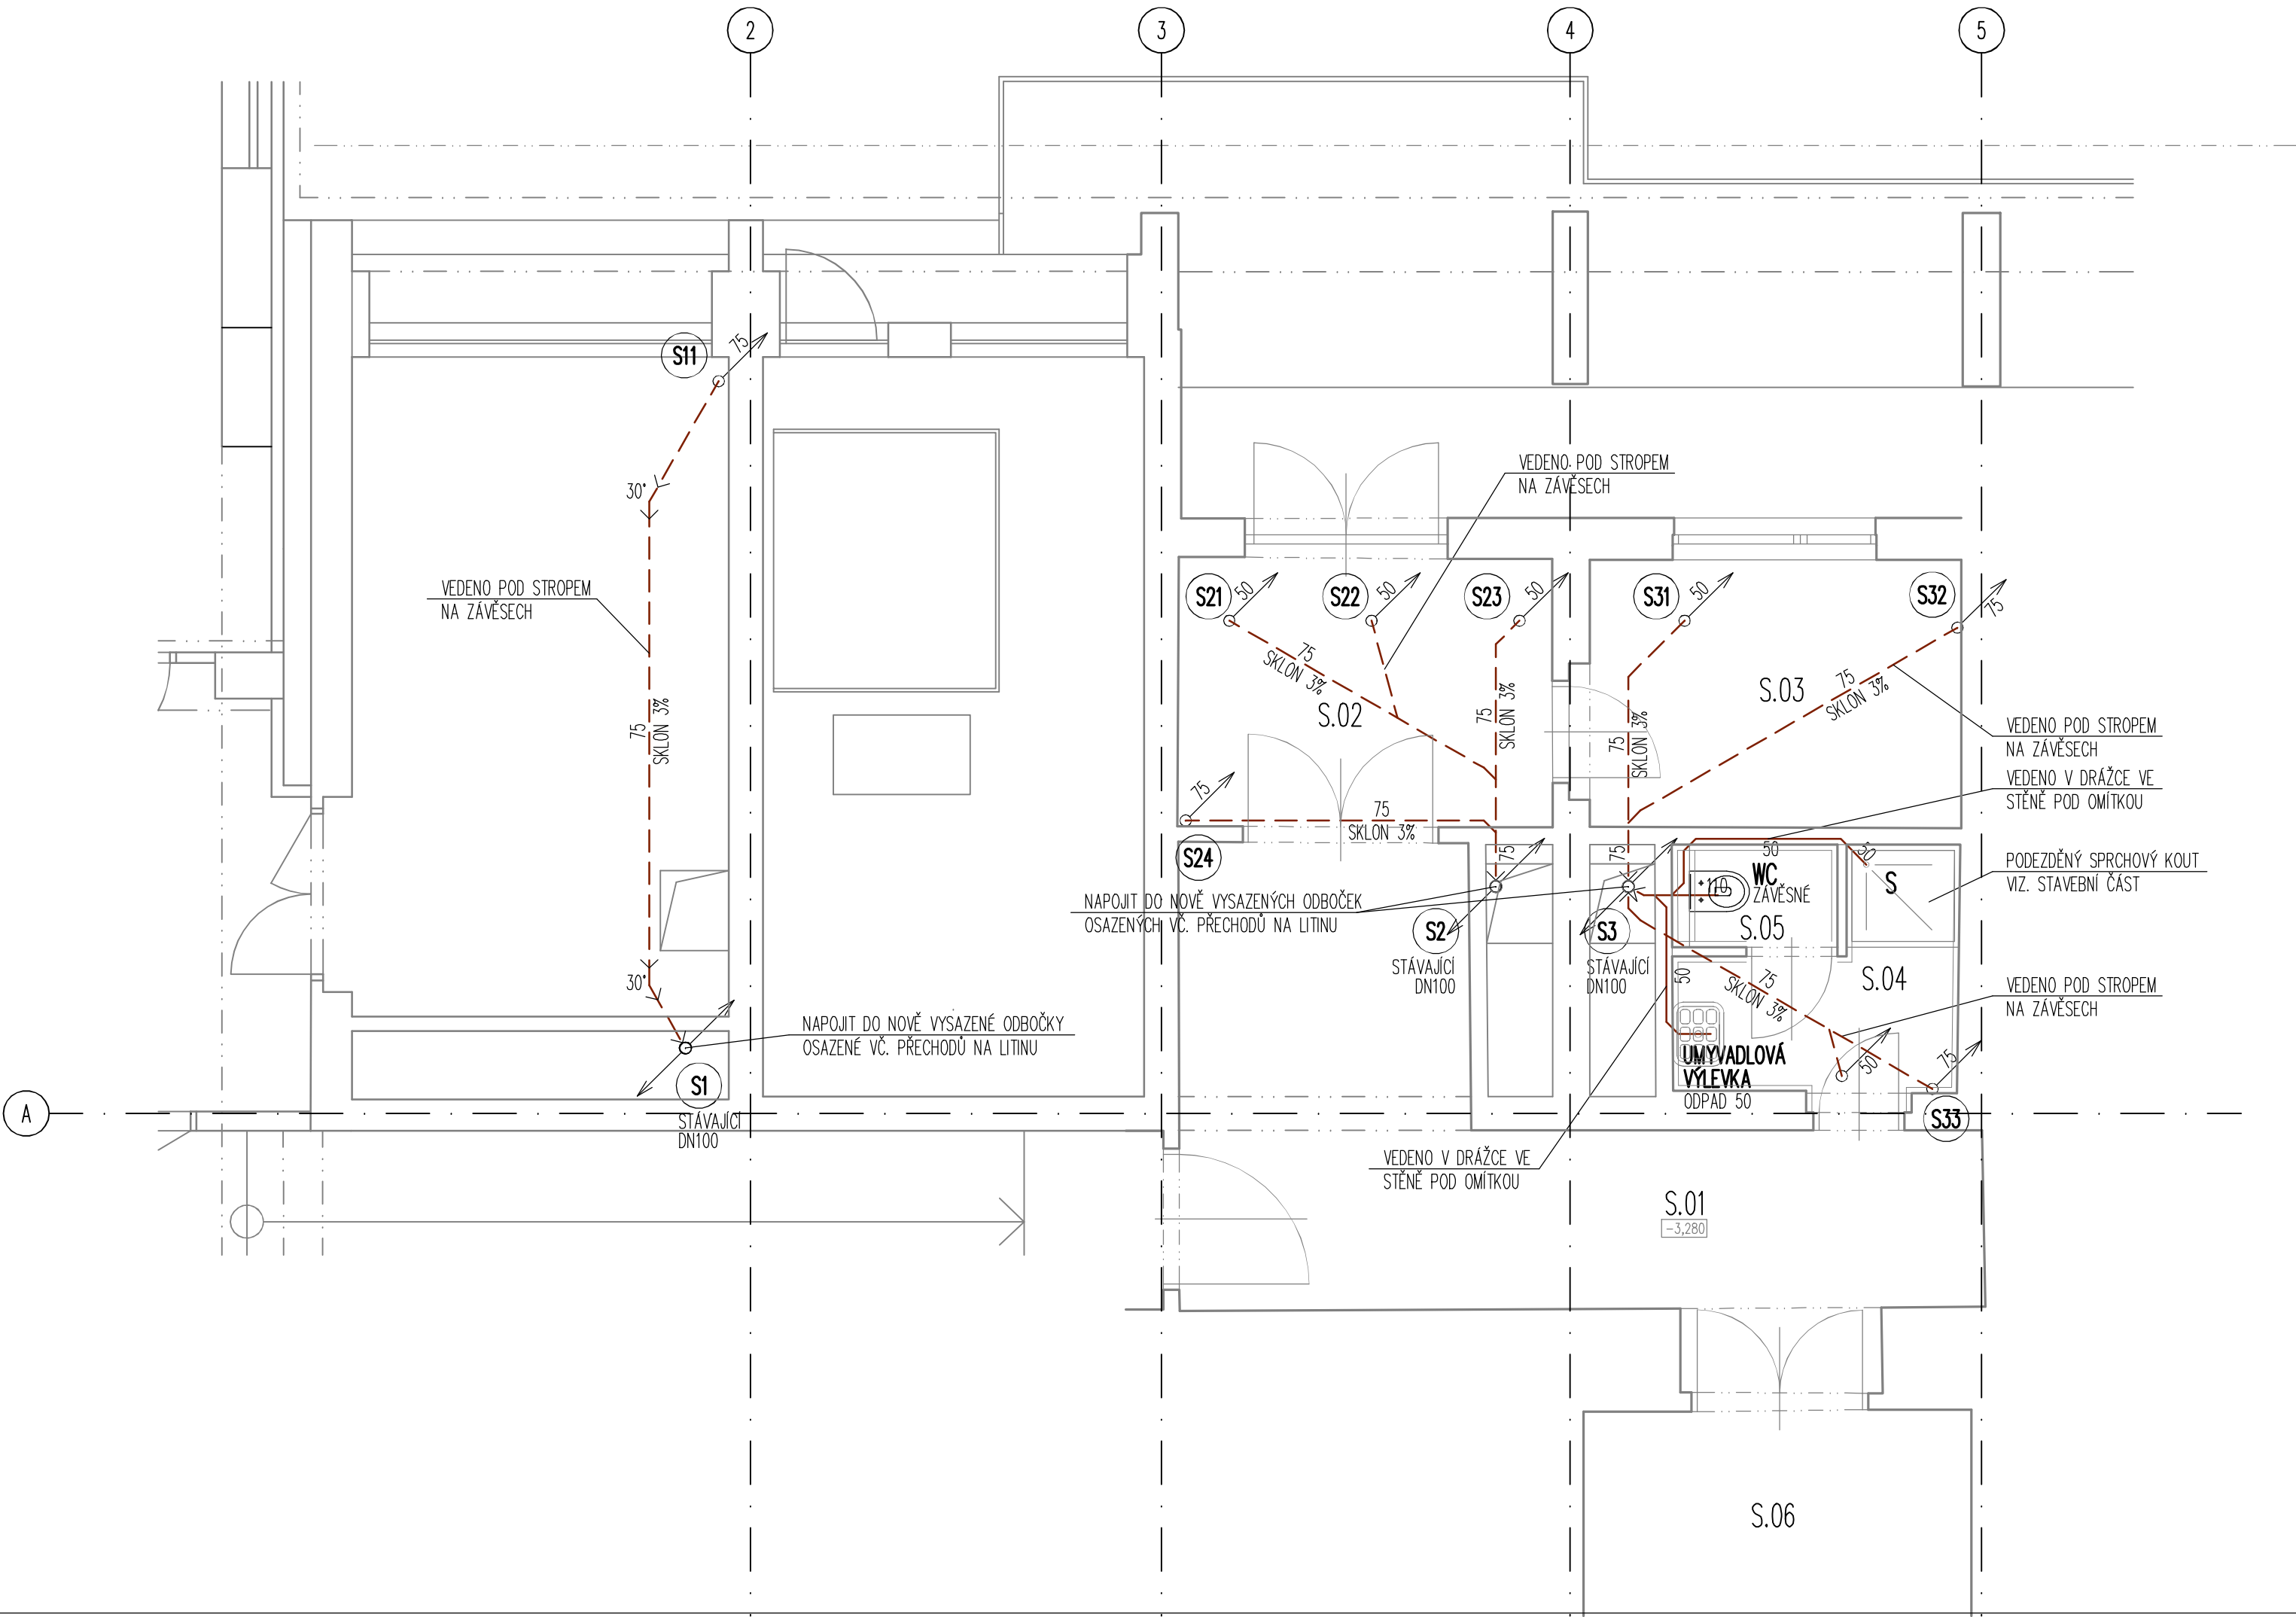 2
3
4
5
S11
75
30°
VEDENO POD STROPEM
NA ZÁVĚSECH
75
SKLON 3%
30°
NAPOJIT DO NOVĚ VYSAZENÉ ODBOČKY
OSAZENÉ VČ. PŘECHODŮ NA LITINU
S1
STÁVAJÍCÍ
DN100
A
VEDENO POD STROPEM
NA ZÁVĚSECH
S21
50
S22
50
S23
50
S31
50
S32
75
75
SKLON 3%
S.02
75
SKLON 3%
75
SKLON 3%
75
SKLON 3%
S.03
VEDENO POD STROPEM
NA ZÁVĚSECH
VEDENO V DRÁŽCE VE
STĚNĚ POD OMÍTKOU
75
S24
75
SKLON 3%
75
75
50
50
WC
ZÁVĚSNÉ
110
S
PODEZDĚNÝ SPRCHOVÝ KOUT
VIZ. STAVEBNÍ ČÁST
NAPOJIT DO NOVĚ VYSAZENÝCH ODBOČEK
OSAZENÝCH VČ. PŘECHODŮ NA LITINU
S2
STÁVAJÍCÍ
DN100
S3
STÁVAJÍCÍ
DN100
S.05
S.04
50
75
SKLON 3%
VEDENO POD STROPEM
NA ZÁVĚSECH
UMYVADLOVÁ
VÝLEVKA
ODPAD 50
50
75
S33
VEDENO V DRÁŽCE VE
STĚNĚ POD OMÍTKOU
S.01
-3,280
S.06